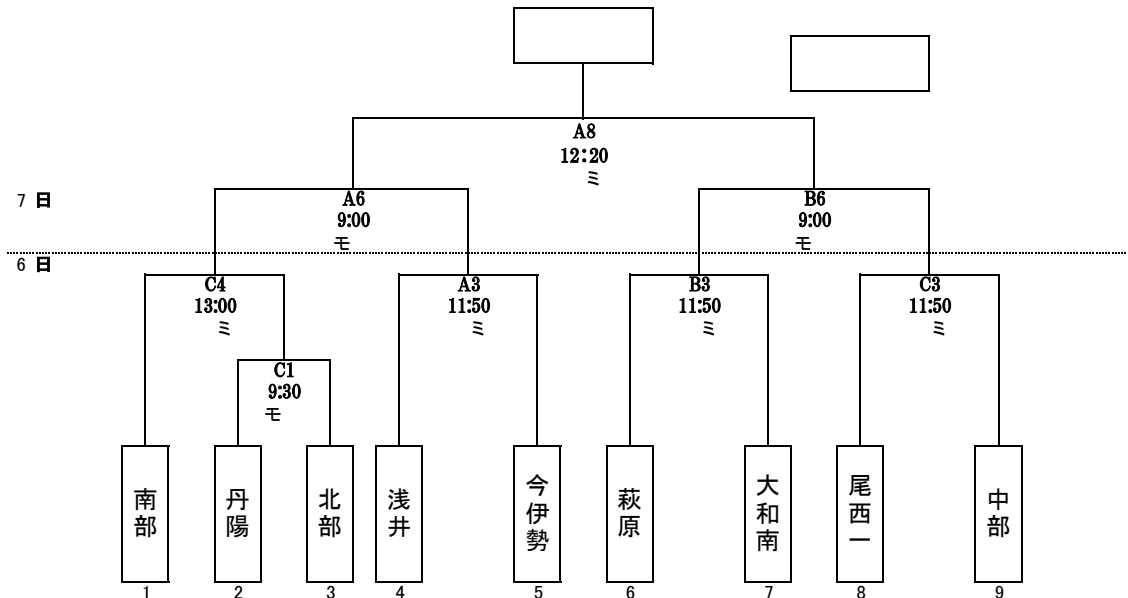 A8
12:20
ミ
7 日
A6
9:00
モ
B6
9:00
モ
6 日
C4
13:00
ミ
A3
11:50
ミ
B3
11:50
ミ
C3
11:50
ミ
C1
9:30
モ
南部
丹陽
北部
浅井
今伊勢
萩原
大和南
尾西一
中部
1
2
3
4
5
6
7
8
9